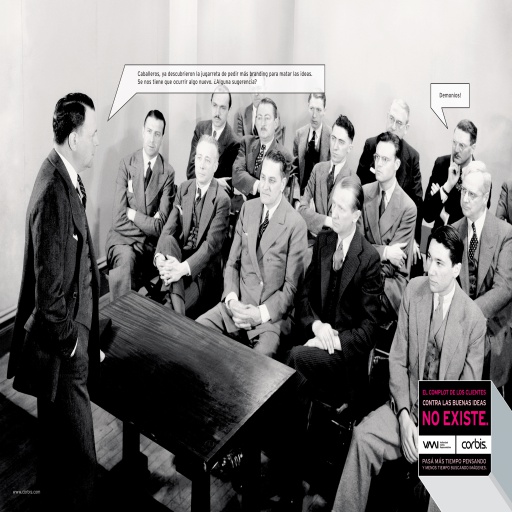 Caballeros, ya descubrieron la jugarreta de pedir más branding para matar las ideas.
Se nos tiene que ocurrir algo nuevo. ¿Alguna sugerencia?
Demonios!
EL COMPLOT DE LOS CLIENTES
CONTRA LAS BUENAS IDEAS
NO EXISTE.
corbis.
PASÁ MÁS TIEMPO PENSANDO
Y MENOS TIEMPO BUSCANDO IMÁGENES.